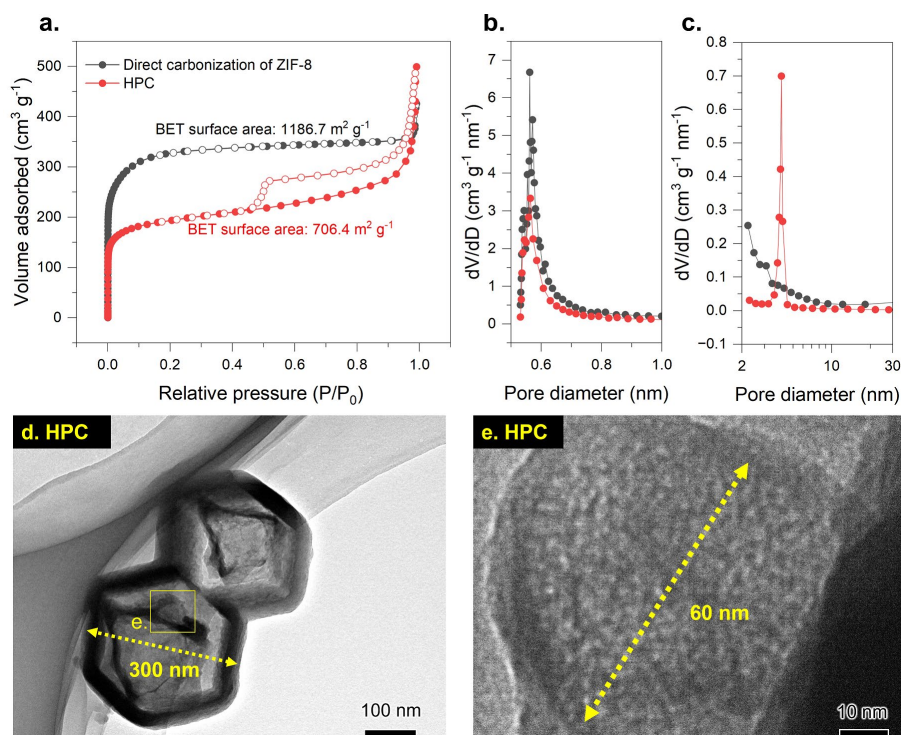 a.
Volume adsorbed (cm³ g⁻¹)
500
400
300
200
100
0
Direct carbonization of ZIF-8
HPC
BET surface area: 1186.7 m² g⁻¹
BET surface area: 706.4 m² g⁻¹
0.0 0.2 0.4 0.6 0.8 1.0
Relative pressure (P/P₀)
b.
dV/dD (cm³ g⁻¹ nm⁻¹)
7
6
5
4
3
2
1
0
0.6 0.8 1.0
Pore diameter (nm)
c.
dV/dD (cm³ g⁻¹ nm⁻¹)
0.8
0.7
0.6
0.5
0.4
0.3
0.2
0.1
0.0
−0.1
2 10 30
Pore diameter (nm)
d. HPC
e.
300 nm
100 nm
e. HPC
60 nm
10 nm